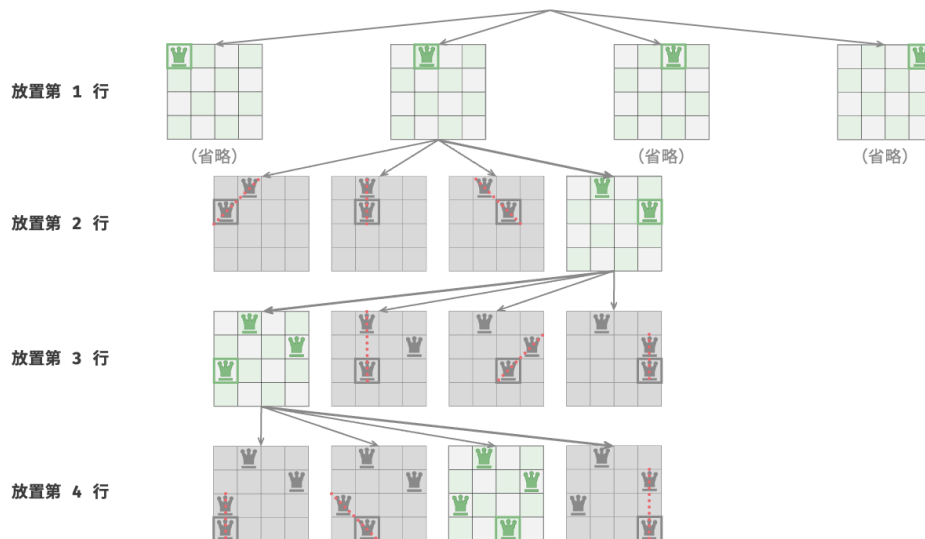 放置第 1 行
(省略)
(省略)
(省略)
放置第 2 行
放置第 3 行
放置第 4 行